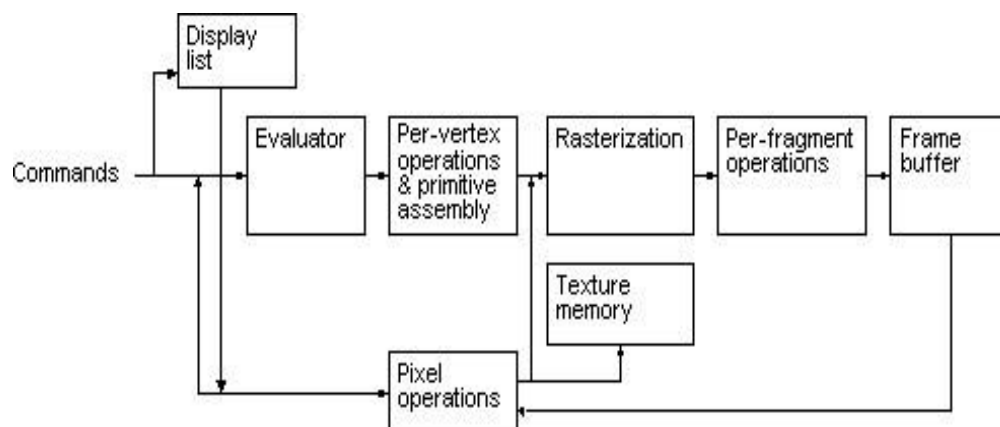 Display
list
Commands
Evaluator
Per-vertex
operations
& primitive
assembly
Rasterization
Per-fragment
operations
Frame
buffer
Texture
memory
Pixel
operations